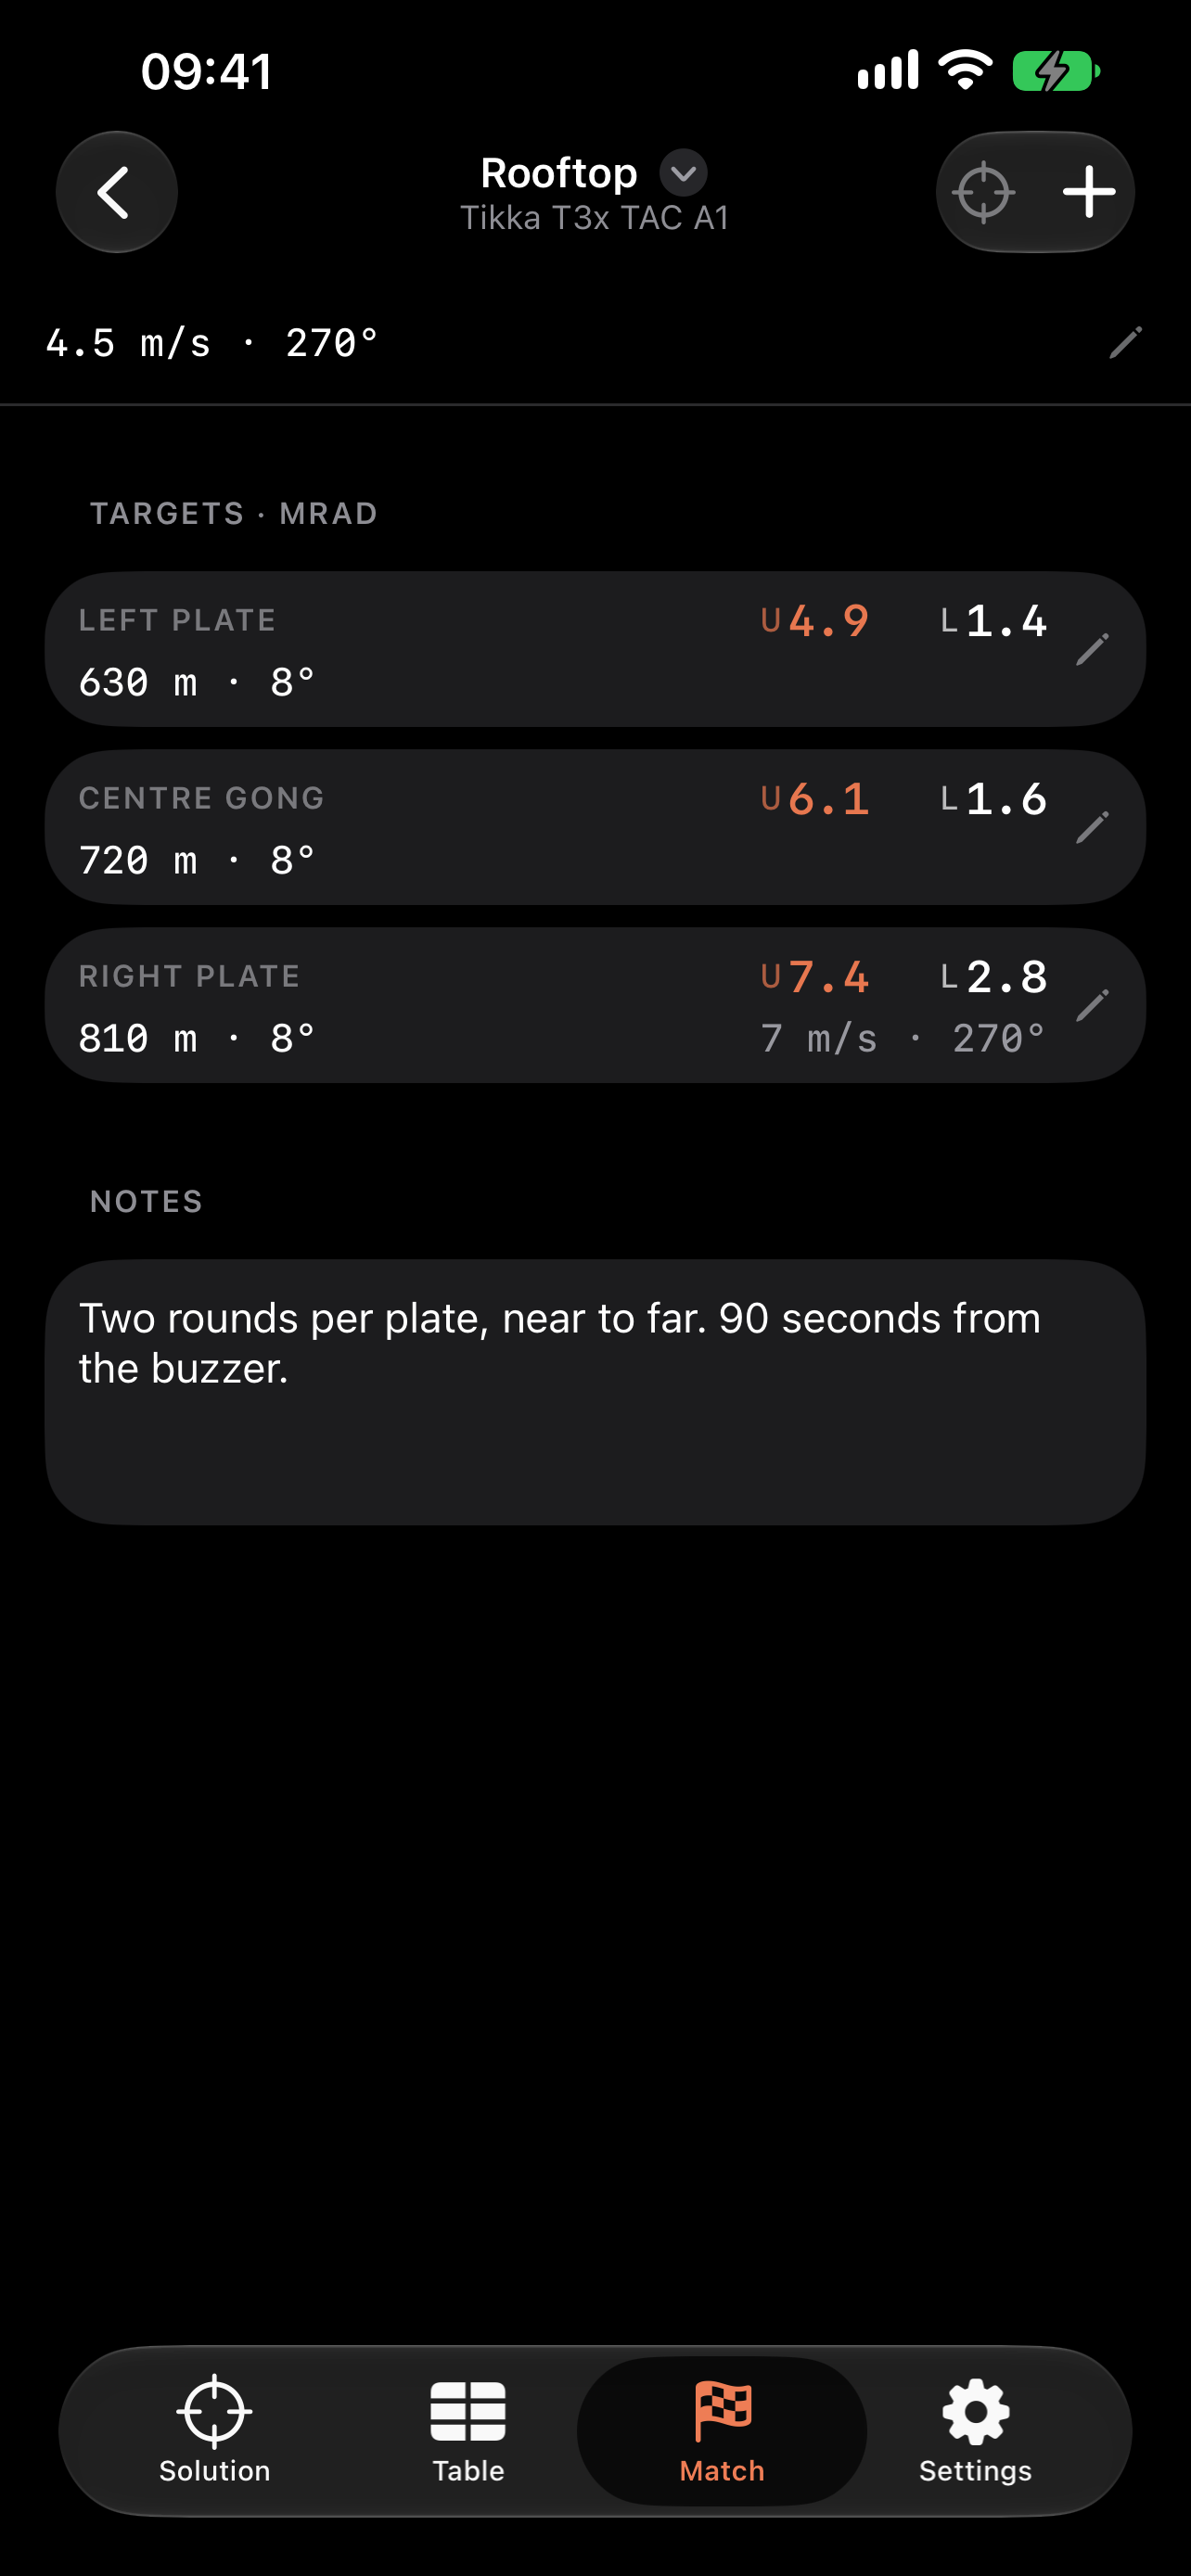 09:41
Rooftop
Tikka T3x TAC A1
4.5 m/s · 270°
TARGETS · MRAD
LEFT PLATE U4.9 L1.4
630 m · 8°
CENTRE GONG U6.1 L1.6
720 m · 8°
RIGHT PLATE U7.4 L2.8
810 m · 8° 7 m/s · 270°
NOTES
Two rounds per plate, near to far. 90 seconds from
the buzzer.
Solution Table Match Settings